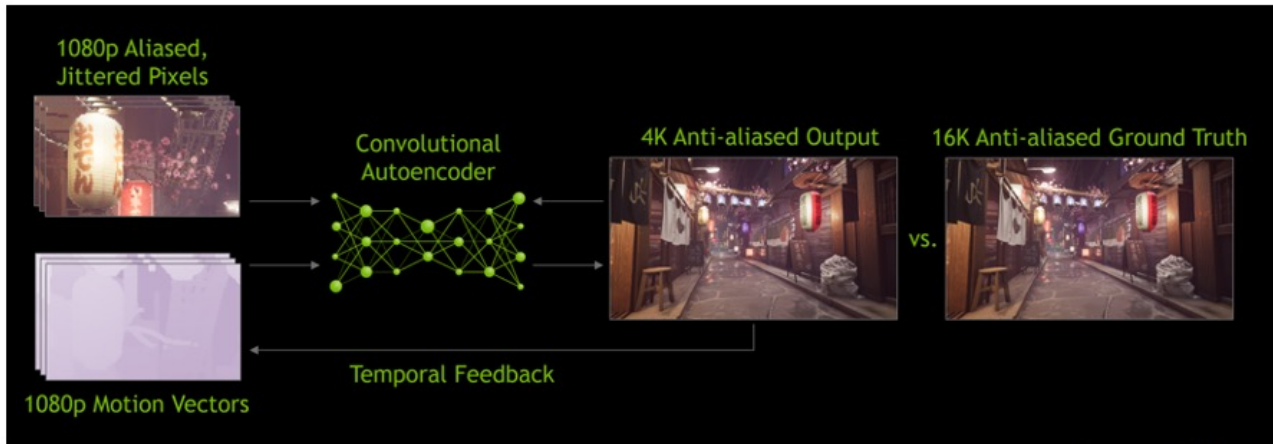 1080p Aliased,
Jittered Pixels
Convolutional
Autoencoder
4K Anti-aliased Output
16K Anti-aliased Ground Truth
vs.
Temporal Feedback
1080p Motion Vectors